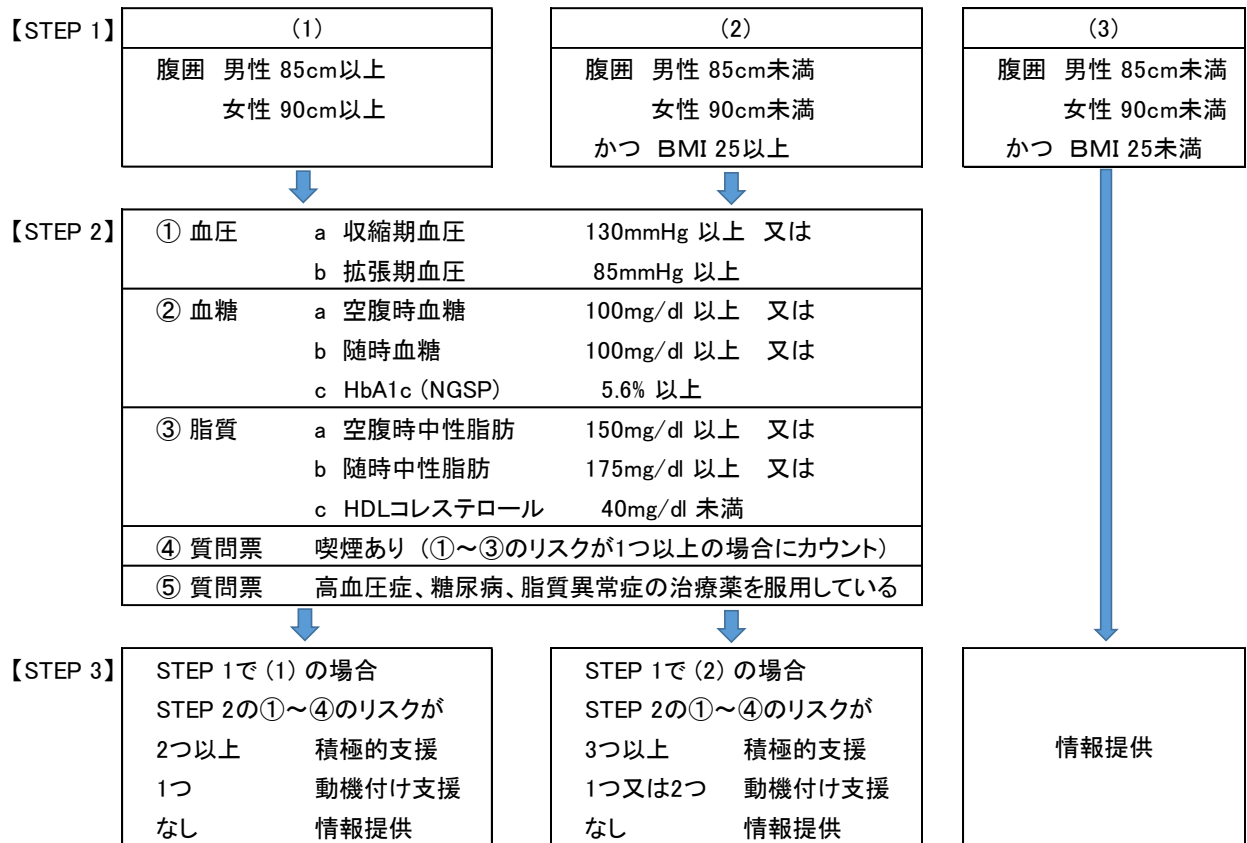 【STEP 1】 (1) (2) (3)
腹囲 男性 85cm以上
女性 90cm以上
腹囲 男性 85cm未満
女性 90cm未満
かつ BMI 25以上
腹囲 男性 85cm未満
女性 90cm未満
かつ BMI 25未満
【STEP 2】 ① 血圧 a 収縮期血圧 130mmHg 以上 又は
b 拡張期血圧 85mmHg 以上
② 血糖 a 空腹時血糖 100mg/dl 以上 又は
b 随時血糖 100mg/dl 以上 又は
c HbA1c (NGSP) 5.6% 以上
③ 脂質 a 空腹時中性脂肪 150mg/dl 以上 又は
b 随時中性脂肪 175mg/dl 以上 又は
c HDLコレステロール 40mg/dl 未満
④ 質問票 喫煙あり (①～③のリスクが1つ以上の場合にカウント)
⑤ 質問票 高血圧症、糖尿病、脂質異常症の治療薬を服用している
【STEP 3】 STEP 1で (1) の場合
STEP 2の①～④のリスクが
2つ以上 積極的支援
1つ 動機付け支援
なし 情報提供
STEP 1で (2) の場合
STEP 2の①～④のリスクが
3つ以上 積極的支援
1つ又は2つ 動機付け支援
なし 情報提供
情報提供